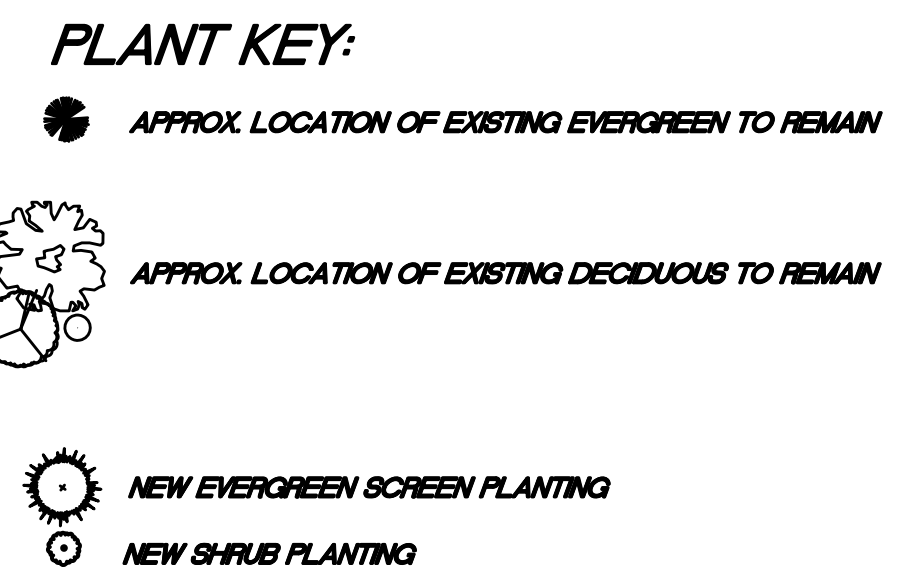 PLANT KEY:
APPROX. LOCATION OF EXISTING EVERGREEN TO REMAIN
APPROX. LOCATION OF EXISTING DECIDUOUS TO REMAIN
NEW EVERGREEN SCREEN PLANTING
NEW SHRUB PLANTING